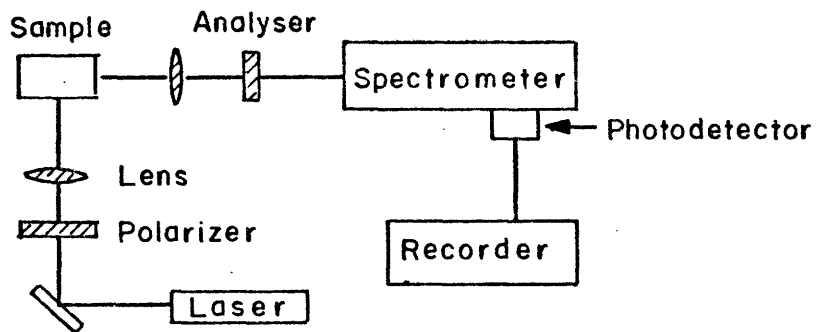 Sample
Analyser
Spectrometer
Photodetector
Lens
Polarizer
Recorder
Laser